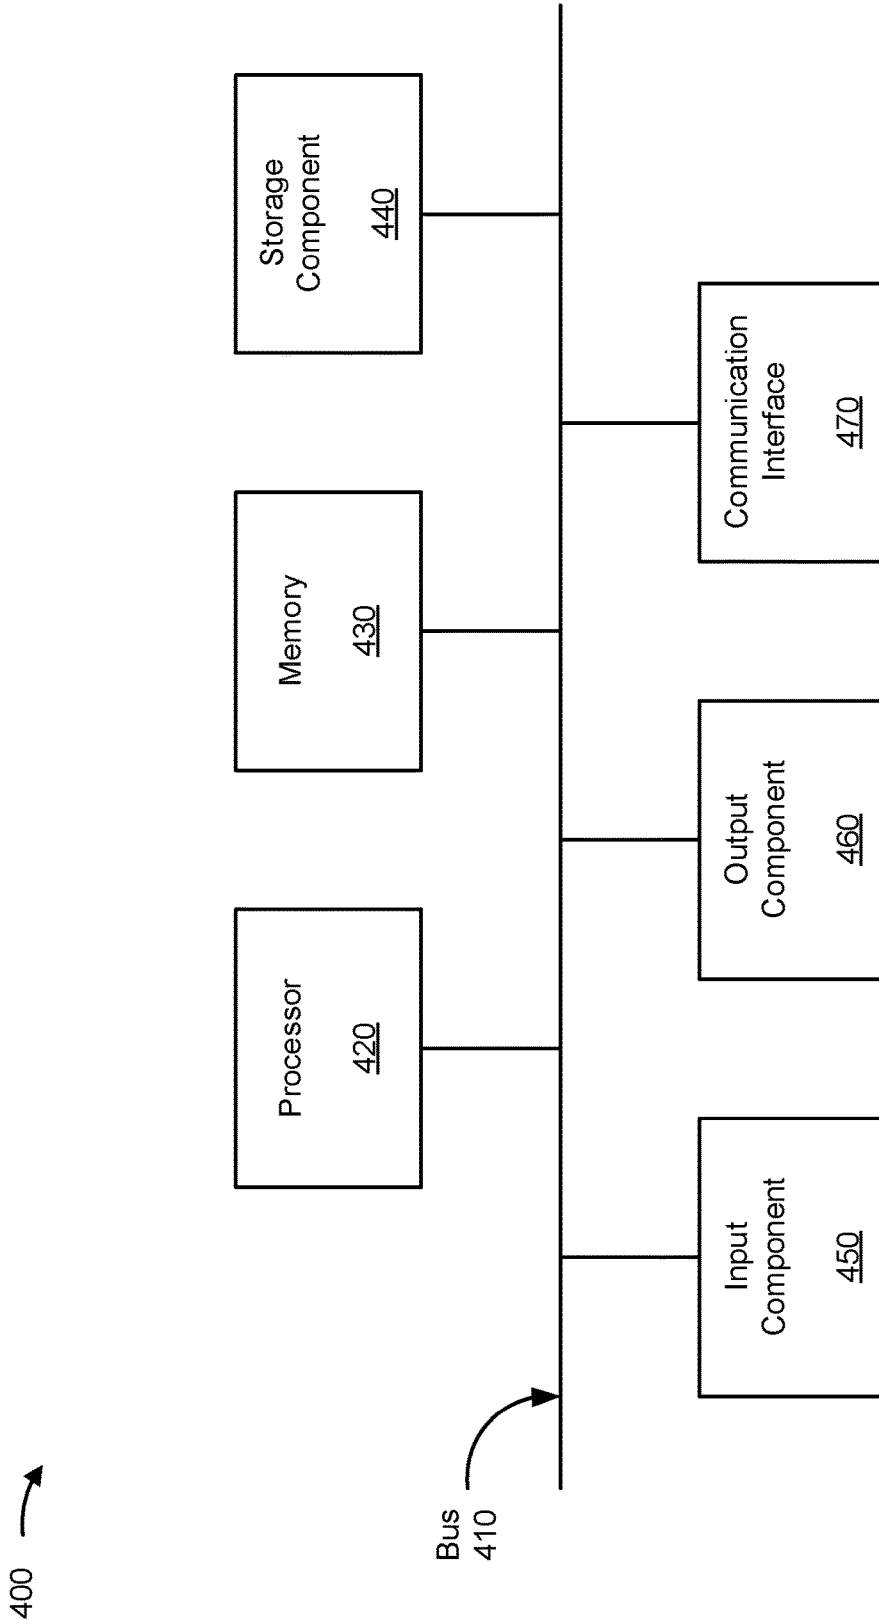 400
Bus
410
Processor
420
Memory
430
Storage
Component
440
Input
Component
450
Output
Component
460
Communication
Interface
470